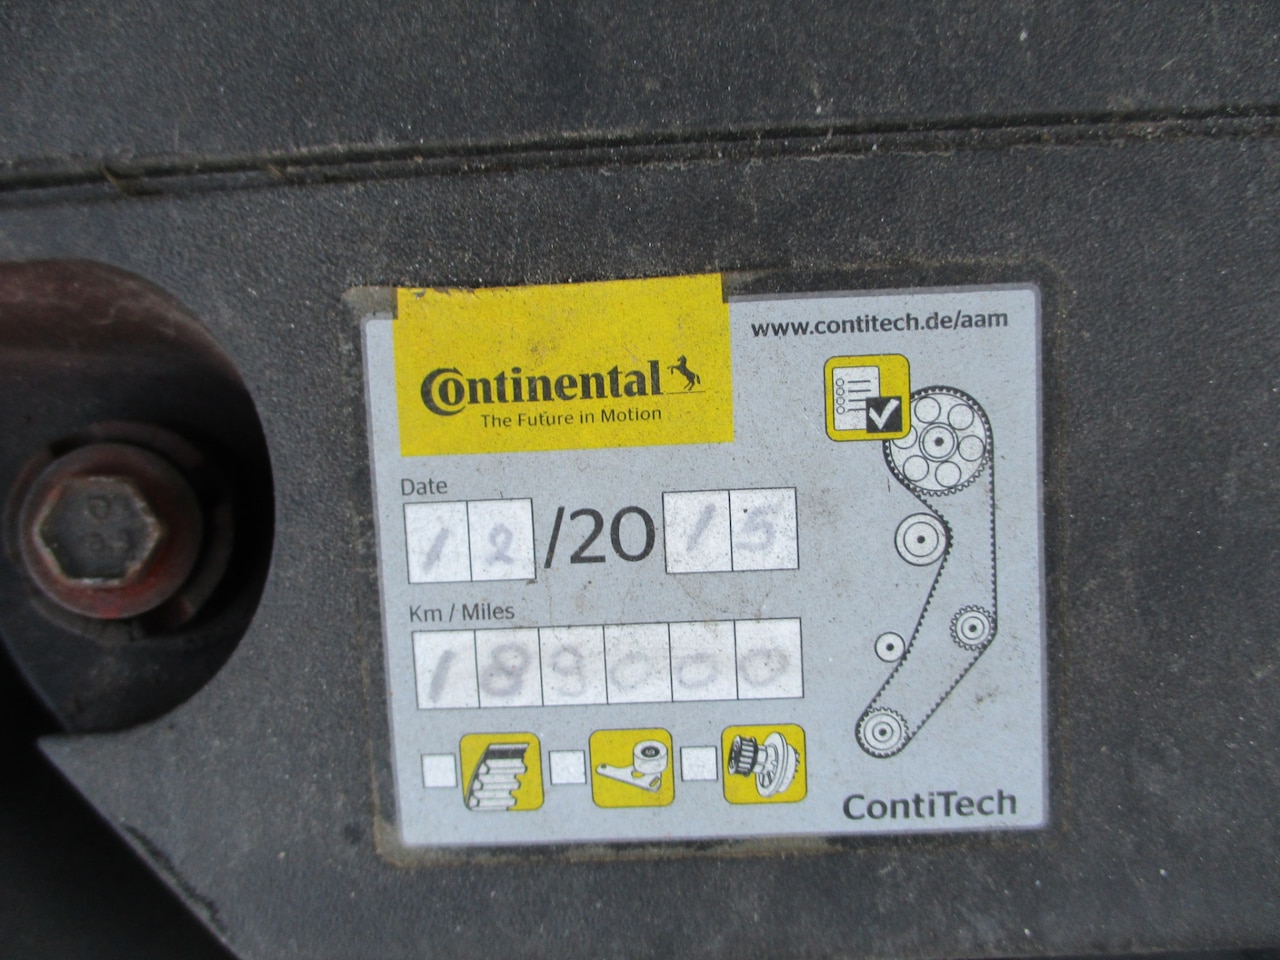 www.contitech.de/aam
Continental
The Future in Motion
Date
12/2015
Km / Miles
189000
ContiTech